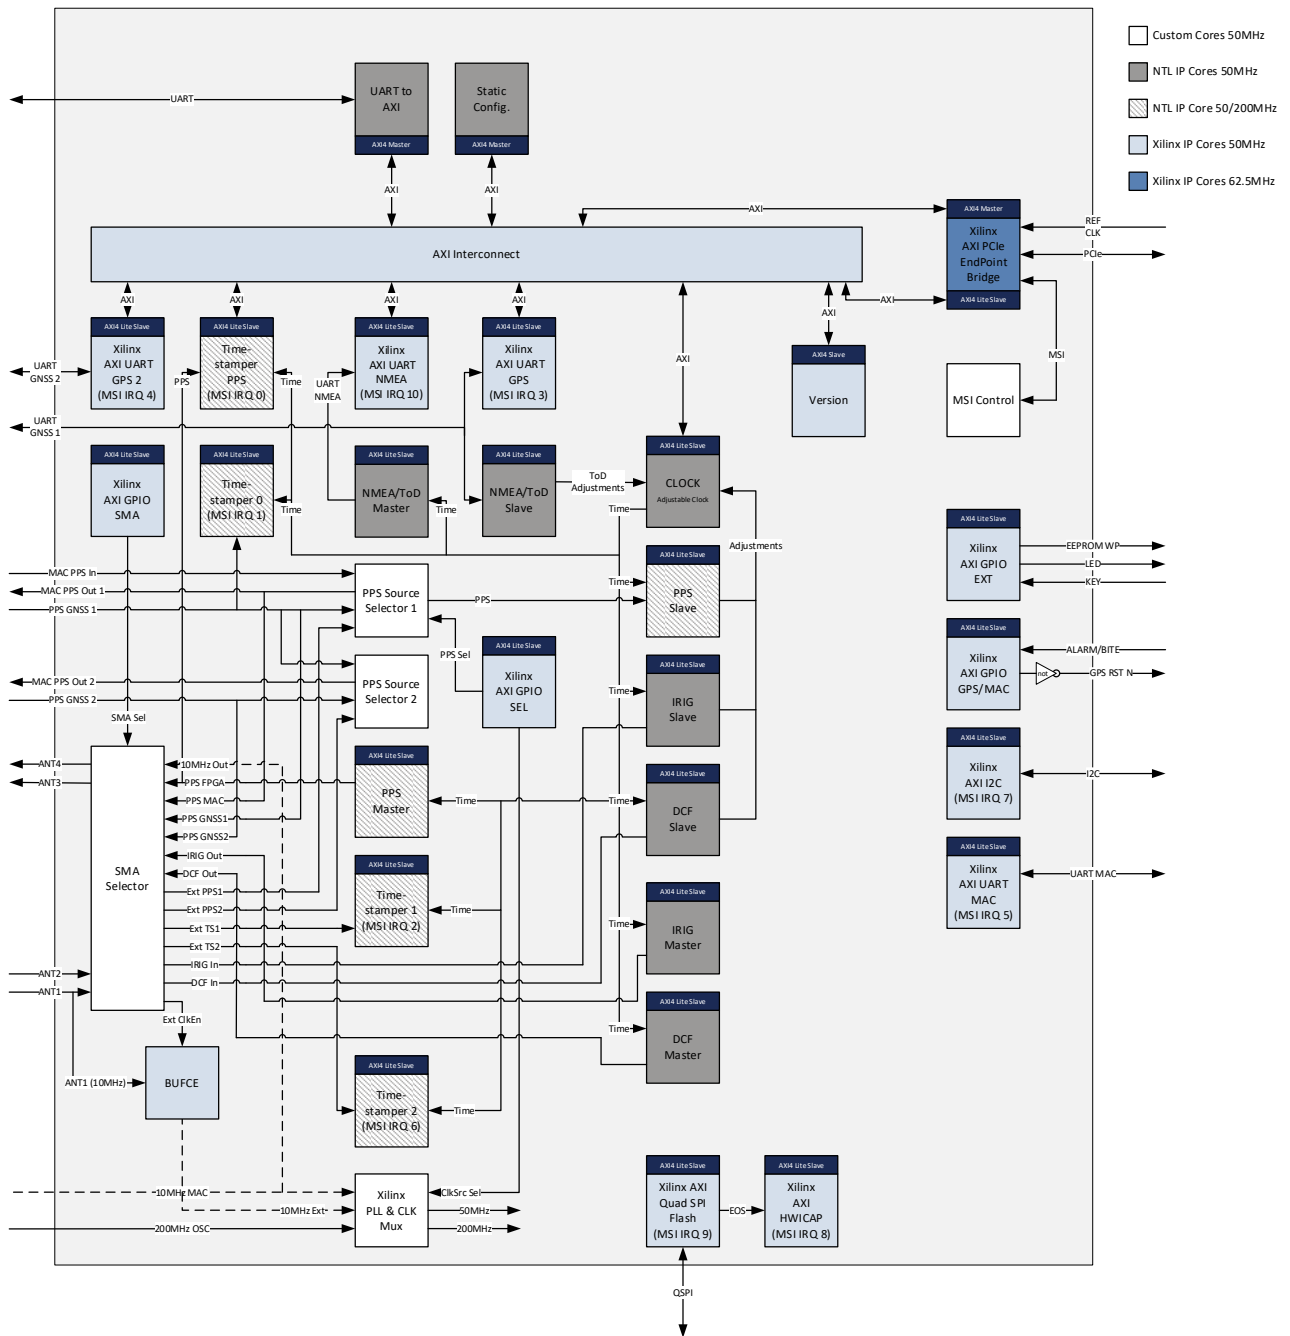 Custom Cores 50MHz
NTL IP Cores 50MHz
NTL IP Core 50/200MHz
Xilinx IP Cores 50MHz
Xilinx IP Cores 62.5MHz
UART
UART to
AXI
AXI4 Master
Static
Config.
AXI4 Master
AXI
AXI
AXI
AXI Interconnect
AXI4 Master
Xilinx
AXI PCIe
EndPoint
Bridge
AXI4 Lite Slave
REF
CLK
PCIe
AXI
AXI
AXI
AXI
AXI
AXI
AXI
MSI
UART
GNSS 2
AXI4 Lite Slave
Xilinx
AXI UART
GPS 2
(MSI IRQ 4)
PPS
AXI4 Lite Slave
Time-
stamper
PPS
(MSI IRQ 0)
Time
UART
NMEA
AXI4 Lite Slave
Xilinx
AXI UART
NMEA
(MSI IRQ 10)
AXI4 Lite Slave
Xilinx
AXI UART
GPS
(MSI IRQ 3)
AXI4 Slave
Version
MSI Control
UART
GNSS 1
AXI4 Lite Slave
Xilinx
AXI GPIO
SMA
AXI4 Lite Slave
Time-
stamper 0
(MSI IRQ 1)
Time
AXI4 Lite Slave
NMEA/ToD
Master
Time
AXI4 Lite Slave
NMEA/ToD
Slave
ToD
Adjustments
AXI4 Lite Slave
CLOCK
Adjustable Clock
Time
Adjustments
AXI4 Lite Slave
Xilinx
AXI GPIO
EXT
EEPROM WP
LED
KEY
MAC PPS In
MAC PPS Out 1
PPS GNSS 1
PPS Source
Selector 1
PPS
Time
AXI4 Lite Slave
PPS
Slave
PPS Sel
AXI4 Lite Slave
Xilinx
AXI GPIO
SEL
MAC PPS Out 2
PPS GNSS 2
PPS Source
Selector 2
Time
AXI4 Lite Slave
IRIG
Slave
AXI4 Lite Slave
Xilinx
AXI GPIO
GPS/MAC
ALARM/BITE
not
GPS RST N
SMA Sel
ANT4
ANT3
SMA
Selector
10MHz Out
PPS FPGA
PPS MAC
PPS GNSS1
PPS GNSS2
IRIG Out
DCF Out
Ext PPS1
Ext PPS2
Ext TS1
Ext TS2
IRIG In
DCF In
AXI4 Lite Slave
PPS
Master
Time
Time
AXI4 Lite Slave
DCF
Slave
AXI4 Lite Slave
Xilinx
AXI I2C
(MSI IRQ 7)
I2C
AXI4 Lite Slave
Time-
stamper 1
(MSI IRQ 2)
Time
Time
AXI4 Lite Slave
IRIG
Master
AXI4 Lite Slave
Xilinx
AXI UART
MAC
(MSI IRQ 5)
UART MAC
ANT2
ANT1
Ext ClkEn
ANT1 (10MHz)
BUFCE
Time
AXI4 Lite Slave
DCF
Master
AXI4 Lite Slave
Time-
stamper 2
(MSI IRQ 6)
Time
10MHz MAC
10MHz Ext
200MHz OSC
Xilinx
PLL & CLK
Mux
ClkSrc Sel
50MHz
200MHz
AXI4 Lite Slave
Xilinx AXI
Quad SPI
Flash
(MSI IRQ 9)
EOS
AXI4 Lite Slave
Xilinx
AXI
HWICAP
(MSI IRQ 8)
QSPI